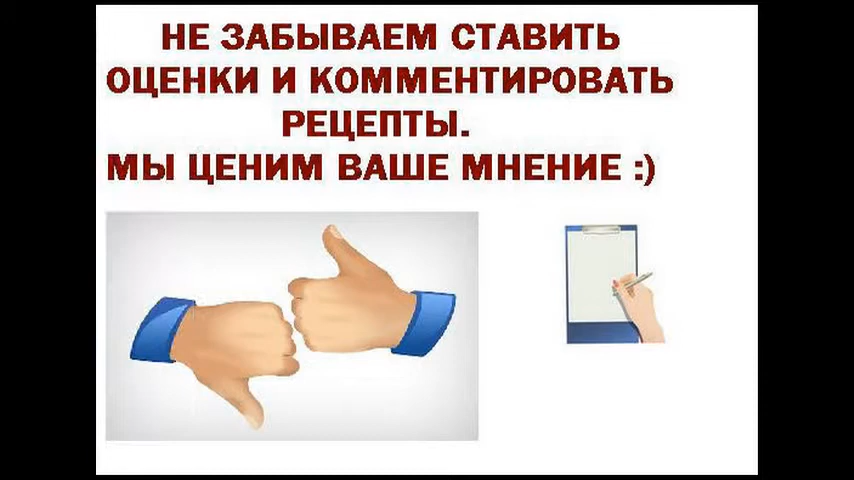 НЕ ЗАБЫВАЕМ СТАВИТЬ
ОЦЕНКИ И КОММЕНТИРОВАТЬ
РЕЦЕПТЫ.
МЫ ЦЕНИМ ВАШЕ МНЕНИЕ :)